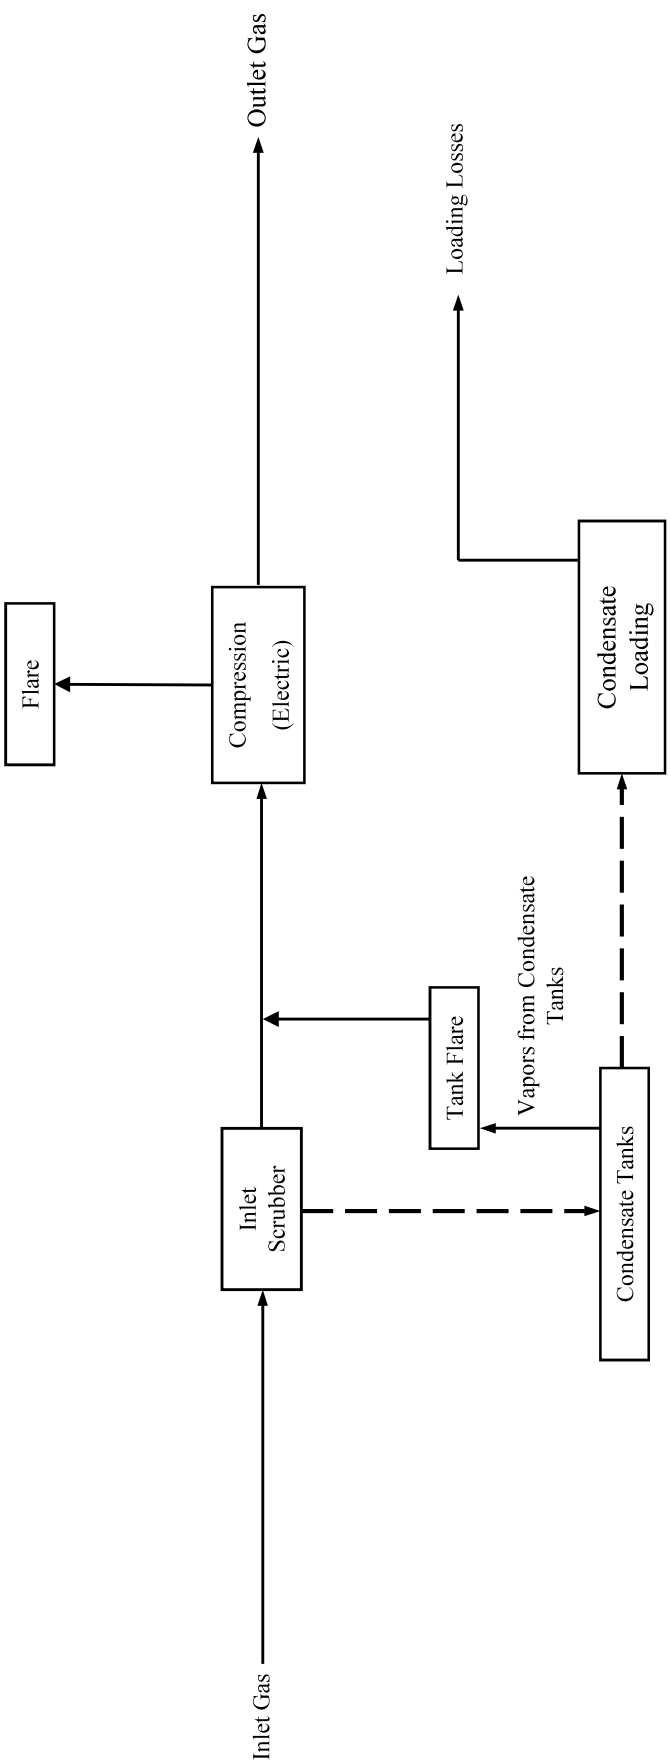 Flare
Outlet Gas
Compression
(Electric)
Inlet
Scrubber
Inlet Gas
Tank Flare
Loading Losses
Vapors from Condensate
Tanks
Condensate Tanks
Condensate
Loading